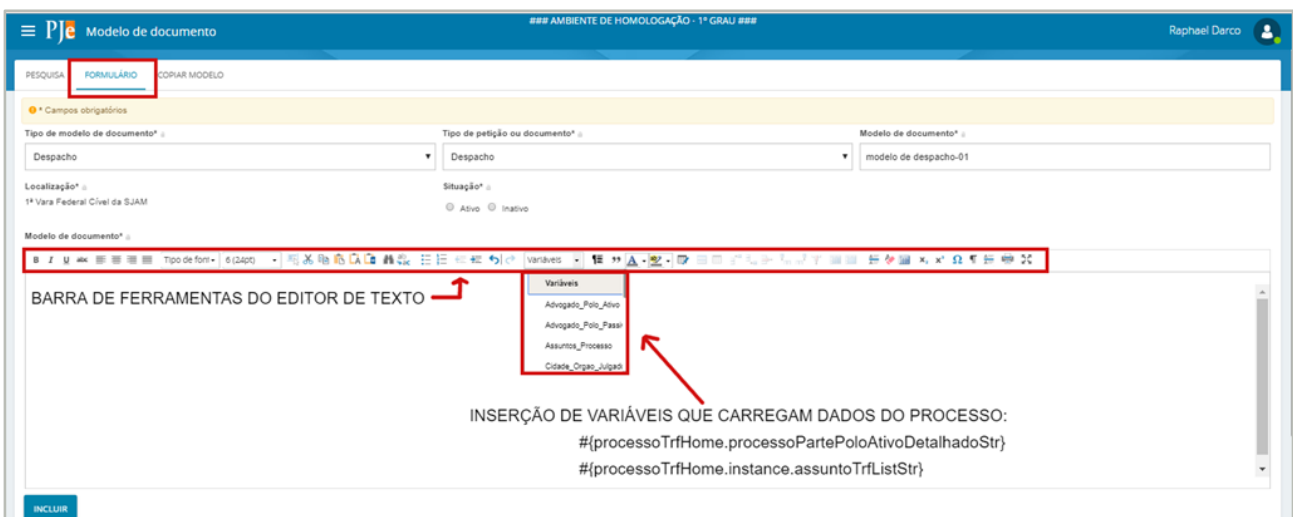 ### AMBIENTE DE HOMOLOGAÇÃO - 1º GRAU ###
PJe Modelo de documento Raphael Darco
PESQUISA FORMULÁRIO COPIAR MODELO
* Campos obrigatórios
Tipo de modelo de documento* Tipo de petição ou documento* Modelo de documento*
Despacho Despacho modelo de despacho-01
Localização* Situação*
1ª Vara Federal Cível da SJAM Ativo Inativo
Modelo de documento*
B I U abc Tipo de font 6 (24pt) Variáveis A x, x² Ω
BARRA DE FERRAMENTAS DO EDITOR DE TEXTO
Variáveis
Advogado_Polo_Ativo
Advogado_Polo_Passi
Assuntos_Processo
Cidade_Orgao_Julgad
INSERÇÃO DE VARIÁVEIS QUE CARREGAM DADOS DO PROCESSO:
#{processoTrfHome.processoPartePoloAtivoDetalhadoStr}
#{processoTrfHome.instance.assuntoTrfListStr}
INCLUIR